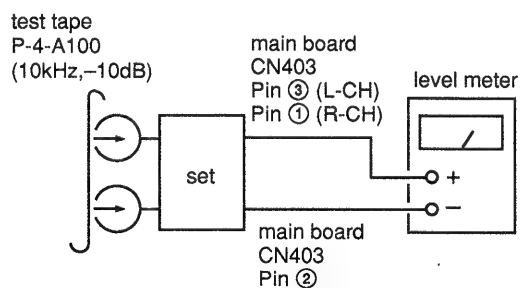 test tape
P-4-A100
(10kHz,–10dB)
main board
CN403
Pin ③ (L-CH)
Pin ① (R-CH)
level meter
set
+
–
main board
CN403
Pin ②